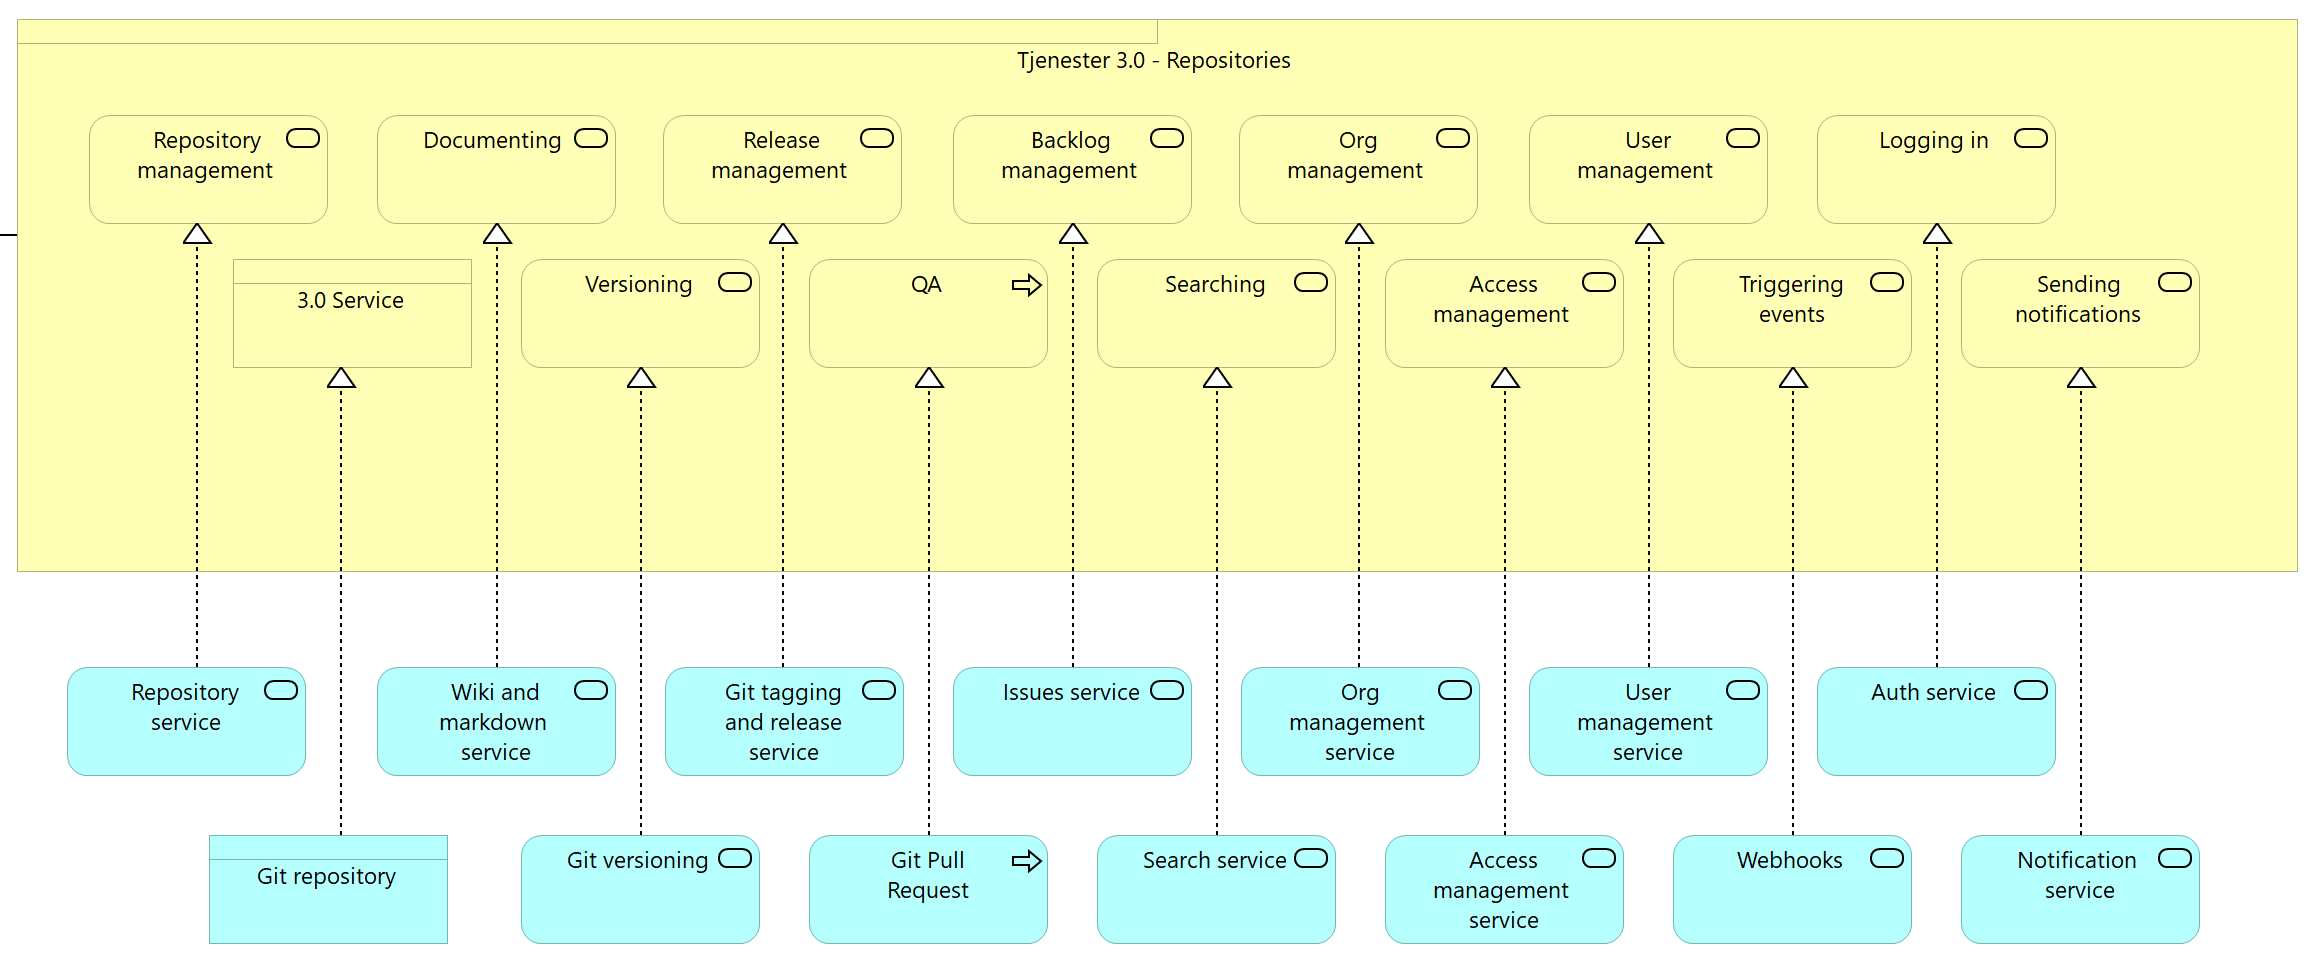 Tjenester 3.0 - Repositories
Repository
management
Documenting
Release
management
Backlog
management
Org
management
User
management
Logging in
3.0 Service
Versioning
QA
Searching
Access
management
Triggering
events
Sending
notifications
Repository
service
Wiki and
markdown
service
Git tagging
and release
service
Issues service
Org
management
service
User
management
service
Auth service
Git repository
Git versioning
Git Pull
Request
Search service
Access
management
service
Webhooks
Notification
service